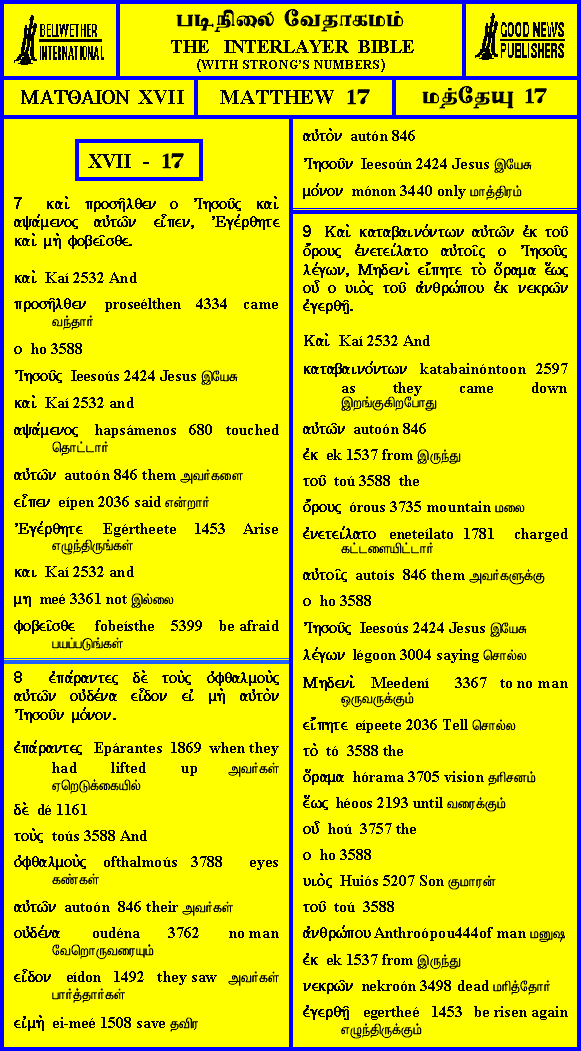 BELLWETHER
INTERNATIONAL
படிநிலை வேதாகமம்
THE INTERLAYER BIBLE
(WITH STRONG'S NUMBERS)
GOOD NEWS
PUBLISHERS
ΜΑΤΘΑΙΟΝ XVII
MATTHEW 17
மத்தேயு 17
XVII - 17
7 καὶ προσῆλθεν ο Ἰησοῦς καὶ
αψάμενος αὐτῶν εἶπεν, Ἐγέρθητε
καὶ μὴ φοβεῖσθε.
καὶ Kaí 2532 And
προσῆλθεν proseélthen 4334 came
வந்தார்
ο ho 3588
Ἰησοῦς Ieesoús 2424 Jesus இயேசு
καὶ Kaí 2532 and
αψάμενος hapsámenos 680 touched
தொட்டார்
αὐτῶν autoón 846 them அவர்களை
εἶπεν eípen 2036 said என்றார்
Ἐγέρθητε Egértheete 1453 Arise
எழுந்திருங்கள்
και Kaí 2532 and
μη meé 3361 not இல்லை
φοβεῖσθε fobeísthe 5399 be afraid
பயப்படுங்கள்
8 ἐπάραντες δὲ τοὺς ὀφθαλμοὺς
αὐτῶν οὐδένα εἶδον εἰ μὴ αὐτὸν
Ἰησοῦν μόνον.
ἐπάραντες Epárantes 1869 when they
had lifted up அவர்கள்
ஏறெடுக்கையில்
δὲ dé 1161
τοὺς toús 3588 And
ὀφθαλμοὺς ofthalmoús 3788 eyes
கண்கள்
αὐτῶν autoón 846 their அவர்கள்
οὐδένα oudéna 3762 no man
வேறொருவரையும்
εἶδον eídon 1492 they saw அவர்கள்
பார்த்தார்கள்
εἰμὴ ei-meé 1508 save தவிர
αὐτὸν autón 846
Ἰησοῦν Ieesoún 2424 Jesus இயேசு
μόνον mónon 3440 only மாத்திரம்
9 Καὶ καταβαινόντων αὐτῶν ἐκ τοῦ
ὄρους ἐνετείλατο αὐτοῖς ο Ἰησοῦς
λέγων, Μηδενὶ εἴπητε τὸ ὅραμα ἕως
οὗ ο υιὸς τοῦ ἀνθρώπου ἐκ νεκρῶν
ἐγερθῇ.
Καὶ Kaí 2532 And
καταβαινόντων katabainóntoon 2597
as they came down
இறங்குகிறபோது
αὐτῶν autoón 846
ἐκ ek 1537 from இருந்து
τοῦ toú 3588 the
ὄρους órous 3735 mountain மலை
ἐνετείλατο eneteílato 1781 charged
கட்டளையிட்டார்
αὐτοῖς autoís 846 them அவர்களுக்கு
ο ho 3588
Ἰησοῦς Ieesoús 2424 Jesus இயேசு
λέγων légoon 3004 saying சொல்ல
Μηδενὶ Meedení 3367 to no man
ஒருவருக்கும்
εἴπητε eípeete 2036 Tell சொல்ல
τὸ tó 3588 the
ὅραμα hórama 3705 vision தரிசனம்
ἕως héoos 2193 until வரைக்கும்
οὗ hoú 3757 the
ο ho 3588
υιὸς Huiós 5207 Son குமாரன்
τοῦ toú 3588
ἀνθρώπου Anthroópou444of man மனுஷ
ἐκ ek 1537 from இருந்து
νεκρῶν nekroón 3498 dead மரித்தோர்
ἐγερθῇ egertheé 1453 be risen again
எழுந்திருக்கும்